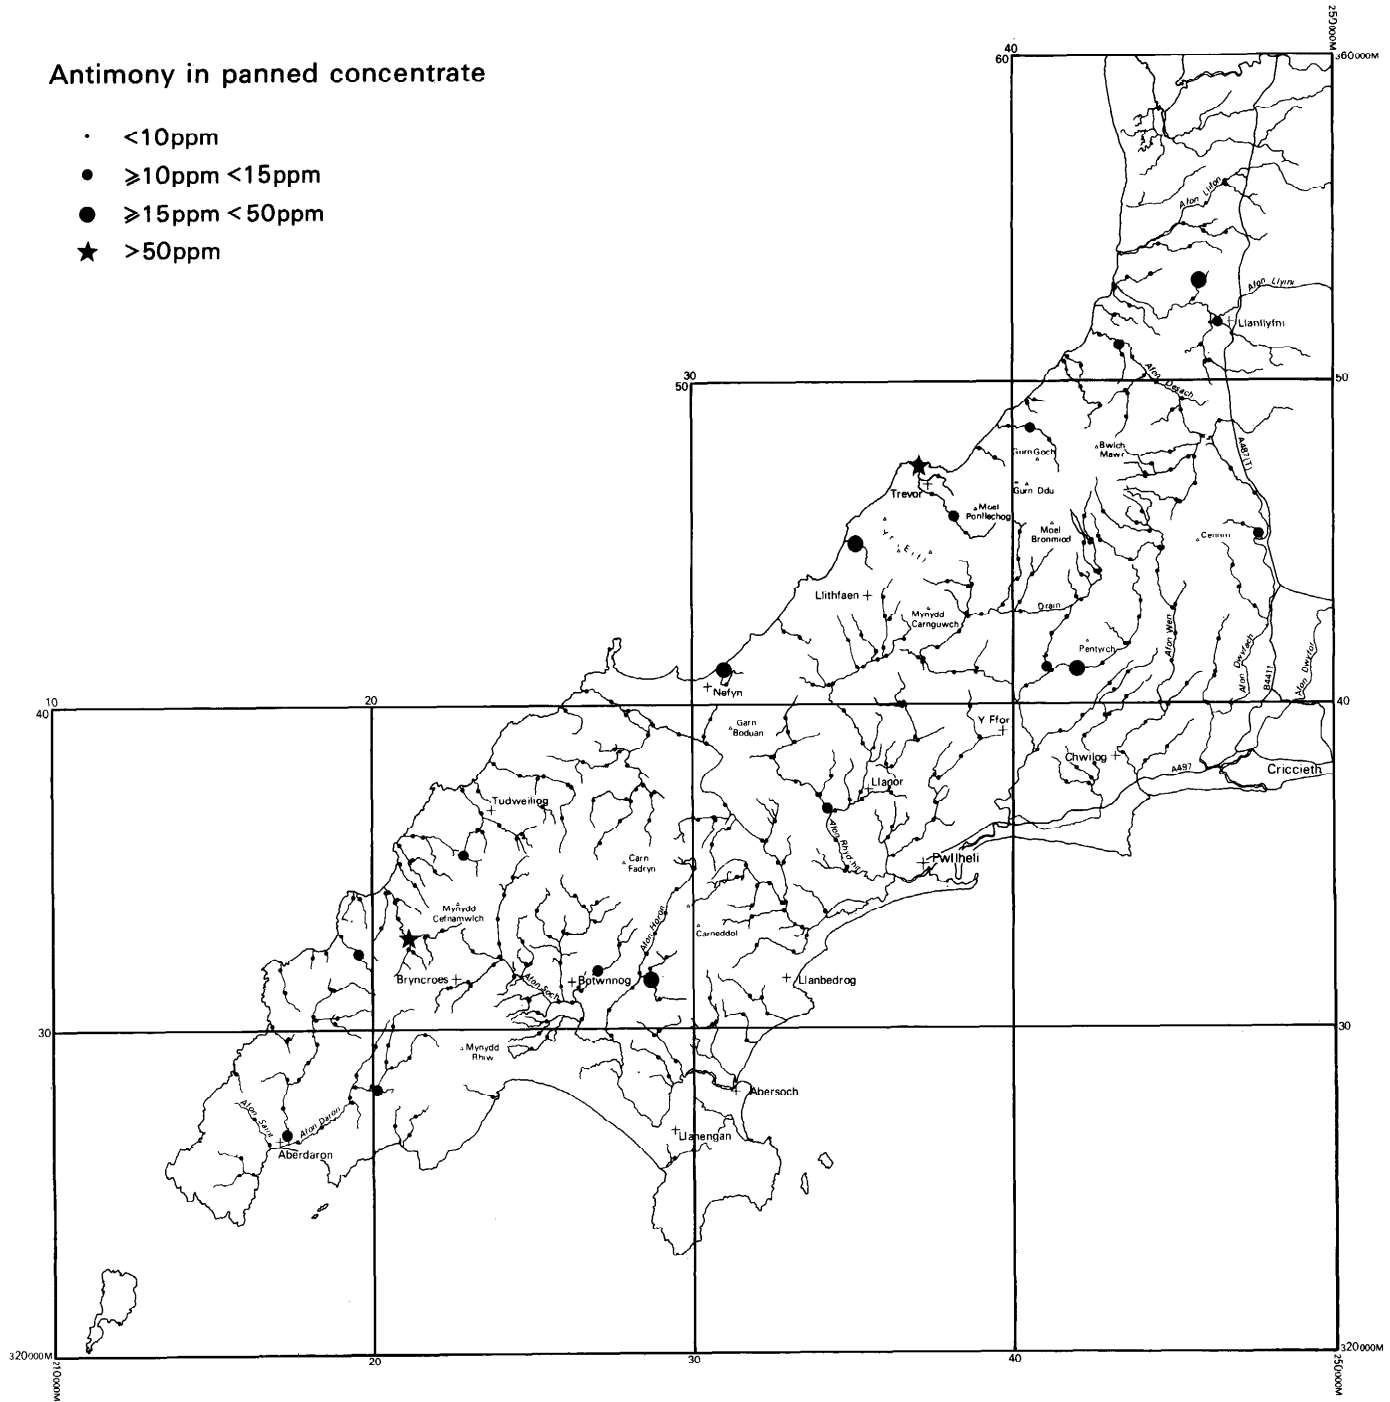 Antimony in panned concentrate
<10ppm
⩾10ppm <15ppm
⩾15ppm <50ppm
>50ppm
250000M
40
60
360000M
Afon Llifon
Afon Llyfni
Llanllyfni
30
50
50
Afon Desach
A487(T)
Bwlch
Mawr
Gurn Goch
Gurn Ddu
Trevor
Moel
Penllechog
Moel
Bronmiod
Cennin
Yr Eifl
Llithfaen
Mynydd
Carnguwch
Drain
Pentyrch
Afon Wen
Afon Dwyfach
B4411
Afon Dwyfor
Nefyn
10
20
40
40
Garn
Boduan
Y Ffor
Chwilog
A497
Criccieth
Llanor
Tudweiliog
Afon Rhyd-hir
Pwllheli
Carn
Fadryn
Mynydd
Cefnamwlch
Afon Horon
Carneddol
Bryncroes
Afon Soch
Botwnnog
Llanbedrog
30
30
Mynydd
Rhiw
Abersoch
Afon Saint
Afon Daron
Llanengan
Aberdaron
320000M
20
30
40
320000M
210000M
250000M